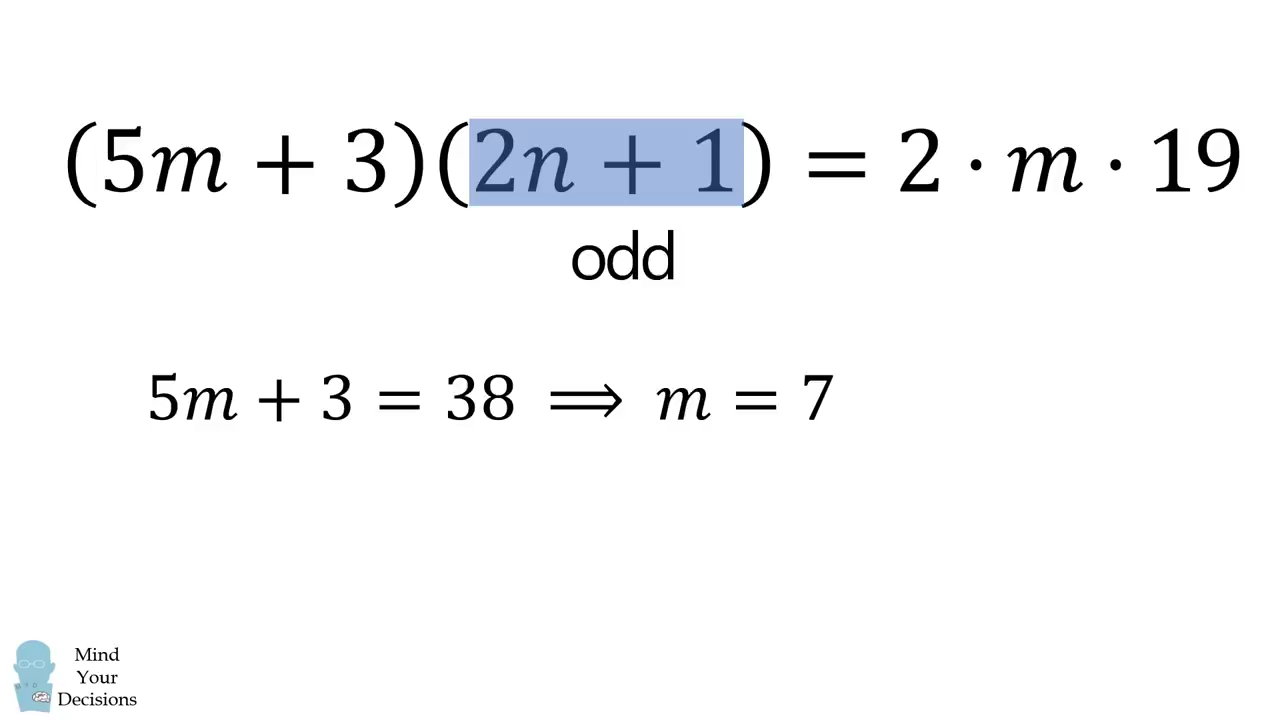 (5m + 3)(2n + 1) = 2 · m · 19
odd
5m + 3 = 38 ⟹ m = 7
Mind
Your
Decisions